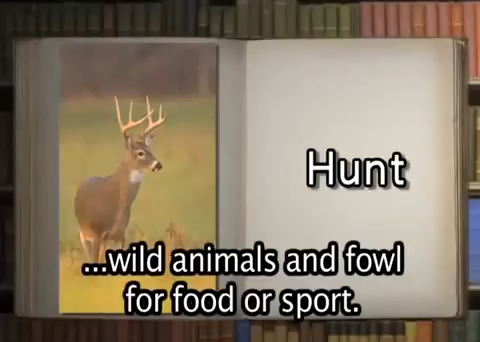 Hunt
...wild animals and fowl
for food or sport.